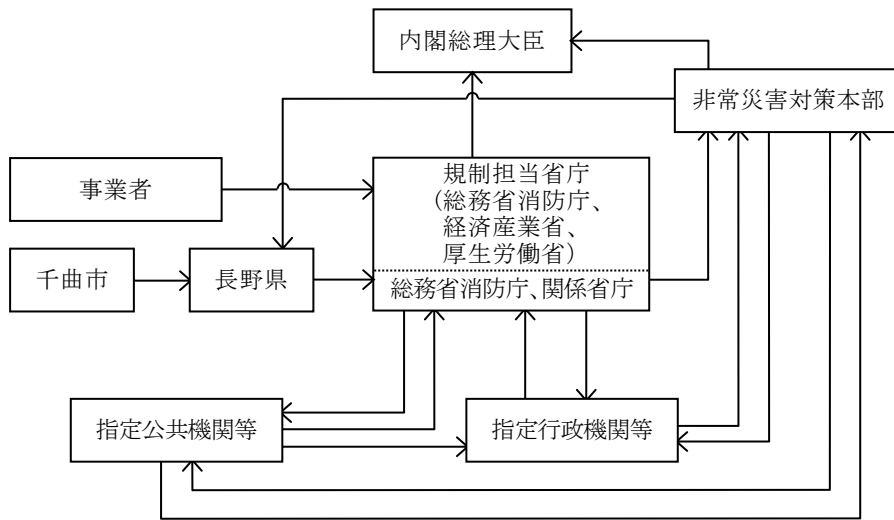 内閣総理大臣
非常災害対策本部
事業者
規制担当省庁
（総務省消防庁、
経済産業省、
厚生労働省）
千曲市
長野県
総務省消防庁、関係省庁
指定公共機関等
指定行政機関等